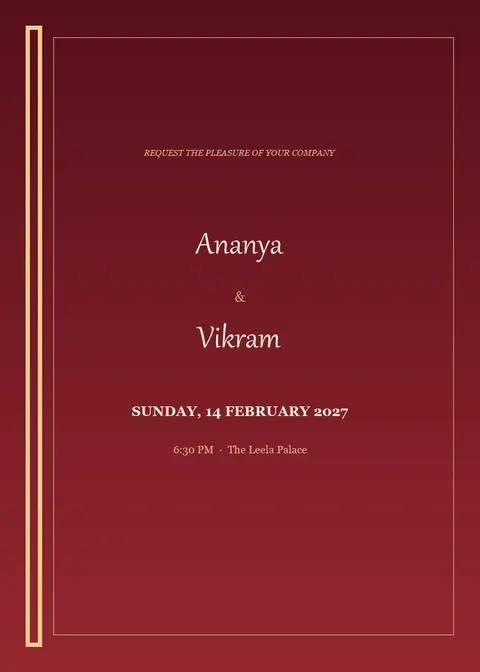 REQUEST THE PLEASURE OF YOUR COMPANY
Ananya
&
Vikram
SUNDAY, 14 FEBRUARY 2027
6:30 PM · The Leela Palace